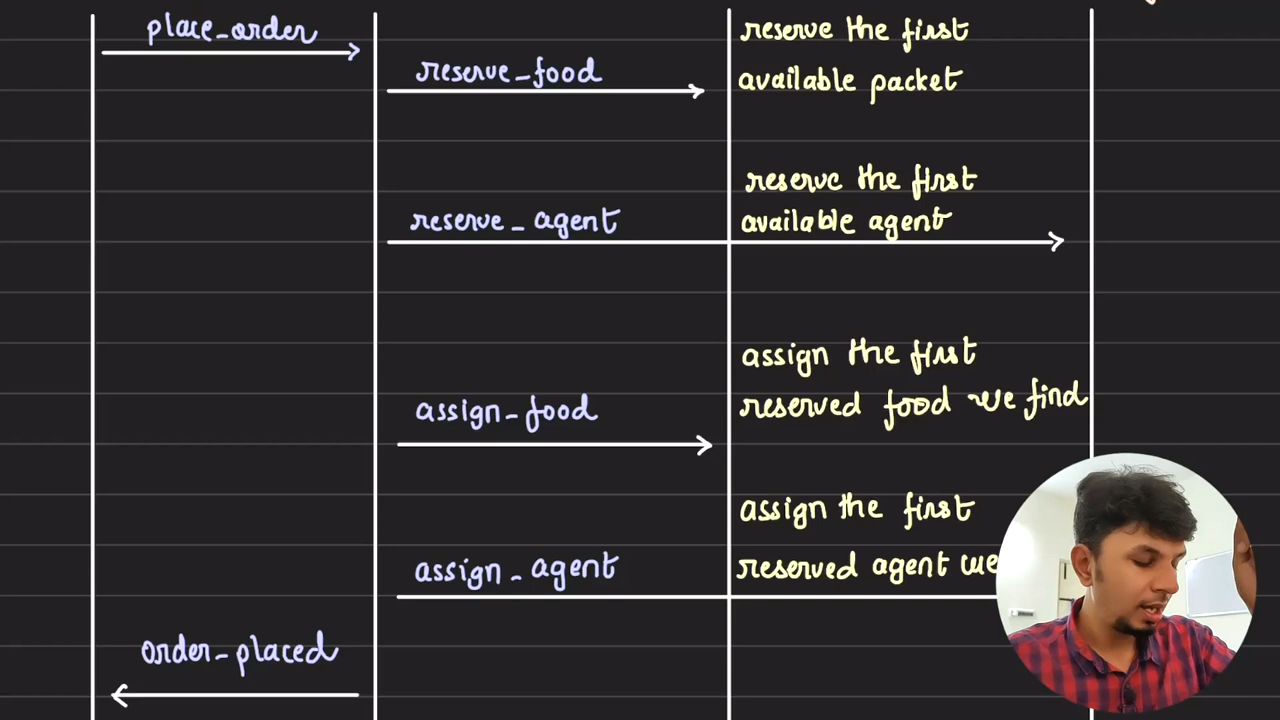 place_order
reserve_food
reserve the first
available packet
reserve_agent
reserve the first
available agent
assign_food
assign the first
reserved food we find
assign_agent
assign the first
reserved agent we
order_placed